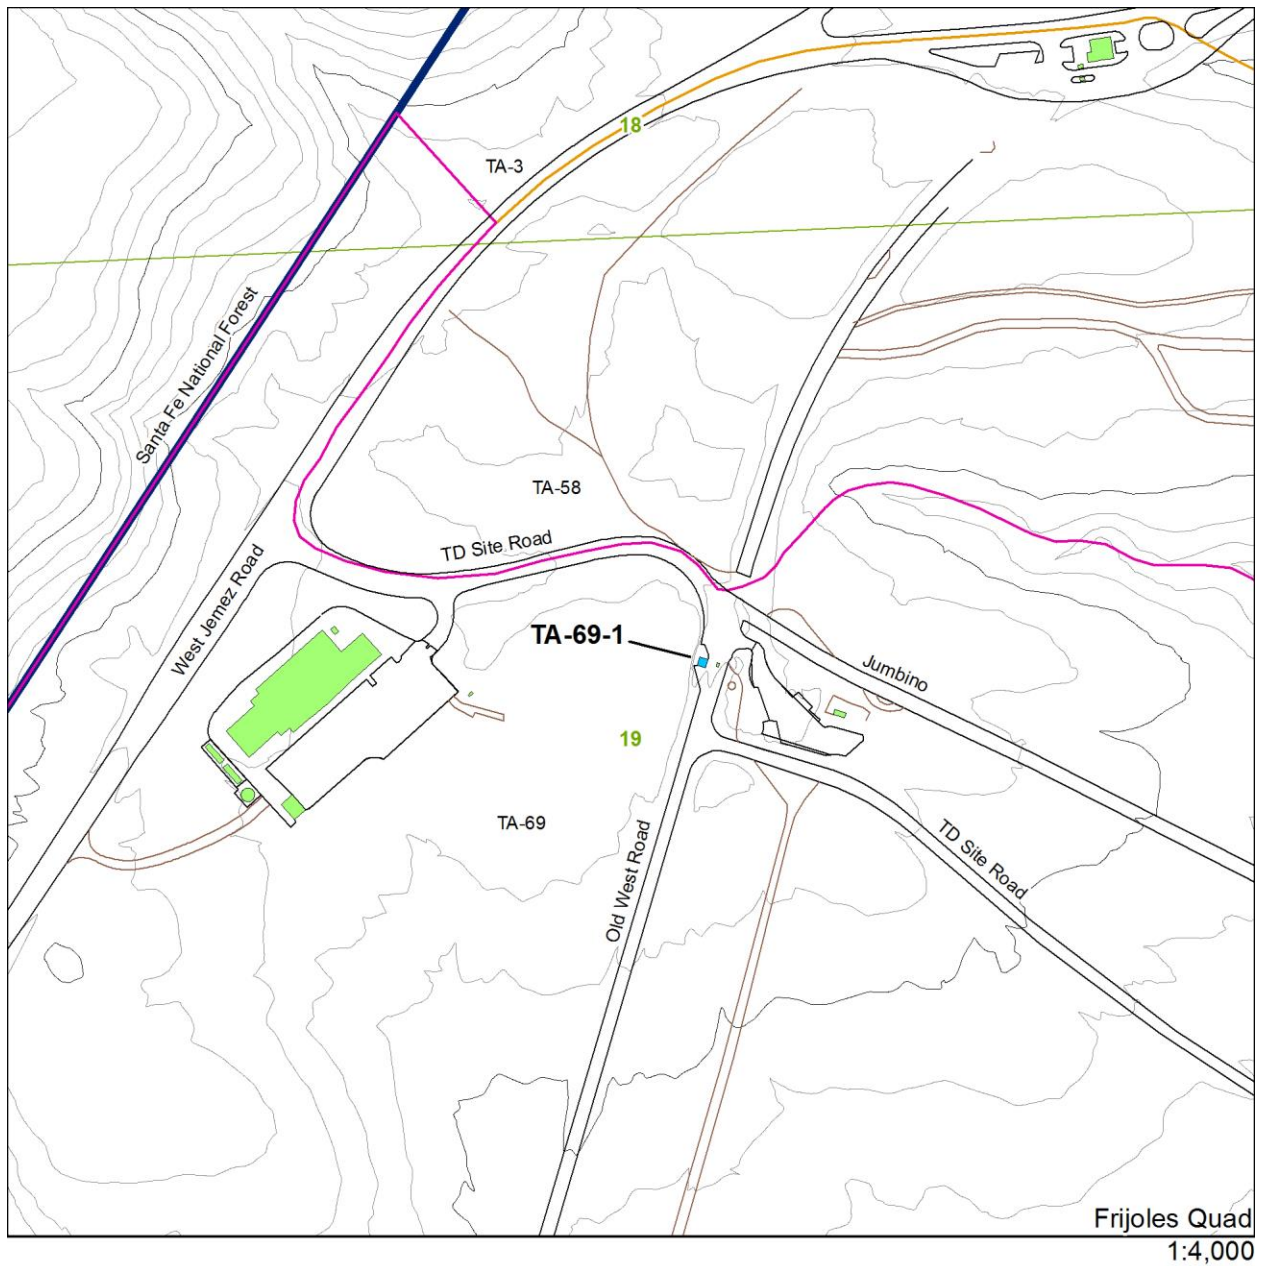 18
TA-3
Santa Fe National Forest
TA-58
TD Site Road
West Jemez Road
TA-69-1
Jumbino
19
TA-69
Old West Road
TD Site Road
Frijoles Quad
1:4,000